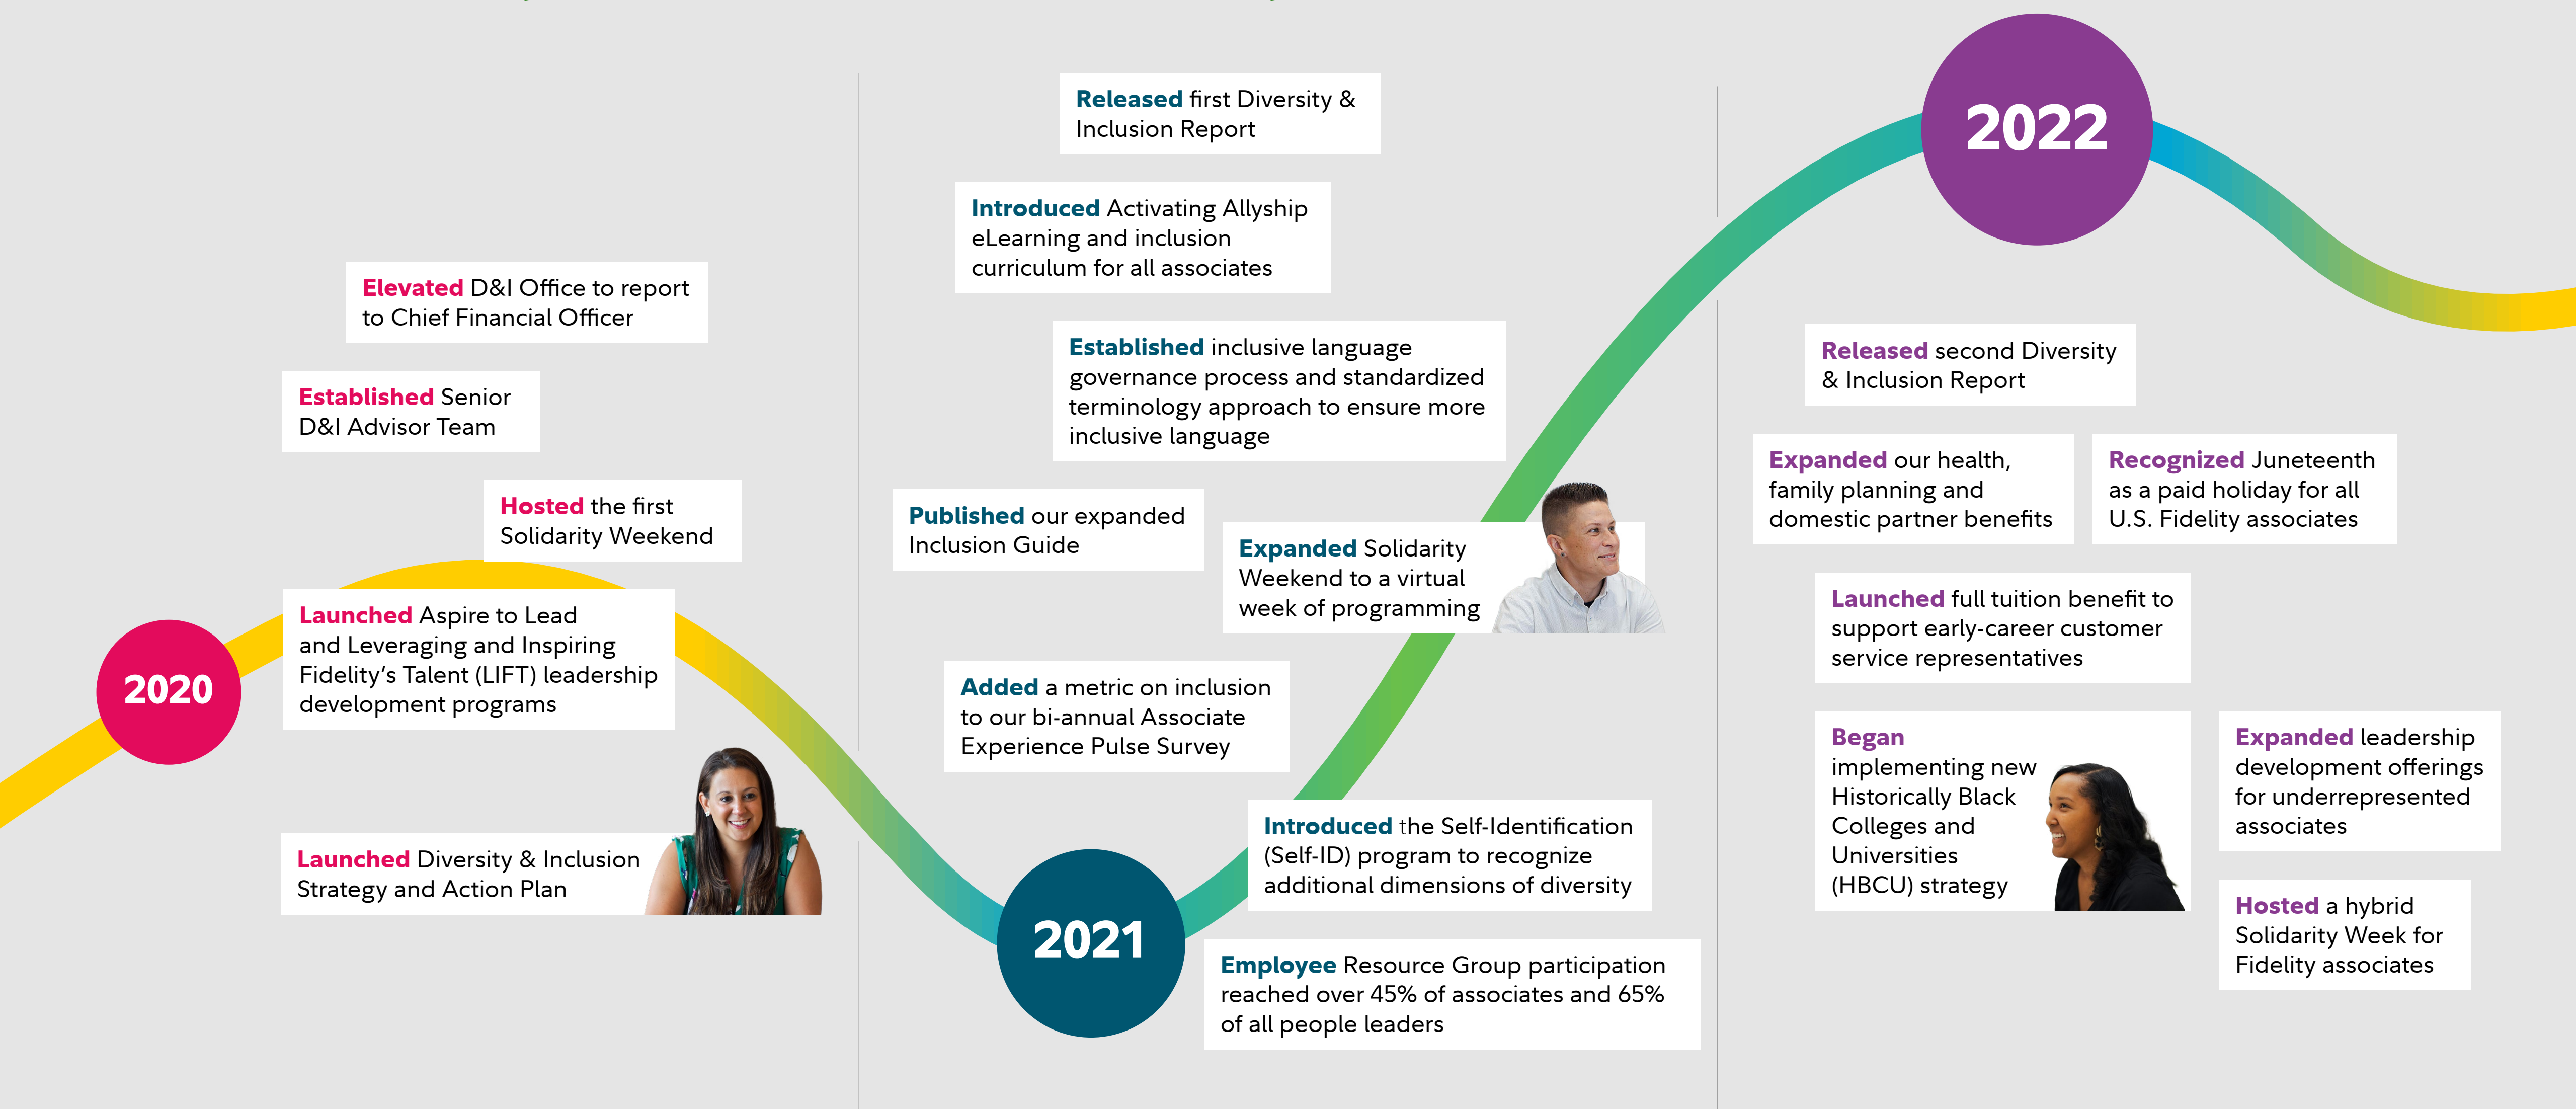 2020
Elevated D&I Office to report
to Chief Financial Officer
Established Senior
D&I Advisor Team
Hosted the first
Solidarity Weekend
Launched Aspire to Lead
and Leveraging and Inspiring
Fidelity’s Talent (LIFT) leadership
development programs
Launched Diversity & Inclusion
Strategy and Action Plan
2021
Released first Diversity &
Inclusion Report
Introduced Activating Allyship
eLearning and inclusion
curriculum for all associates
Established inclusive language
governance process and standardized
terminology approach to ensure more
inclusive language
Published our expanded
Inclusion Guide
Expanded Solidarity
Weekend to a virtual
week of programming
Added a metric on inclusion
to our bi-annual Associate
Experience Pulse Survey
Introduced the Self-Identification
(Self-ID) program to recognize
additional dimensions of diversity
Employee Resource Group participation
reached over 45% of associates and 65%
of all people leaders
2022
Released second Diversity
& Inclusion Report
Expanded our health,
family planning and
domestic partner benefits
Recognized Juneteenth
as a paid holiday for all
U.S. Fidelity associates
Launched full tuition benefit to
support early-career customer
service representatives
Began
implementing new
Historically Black
Colleges and
Universities
(HBCU) strategy
Expanded leadership
development offerings
for underrepresented
associates
Hosted a hybrid
Solidarity Week for
Fidelity associates